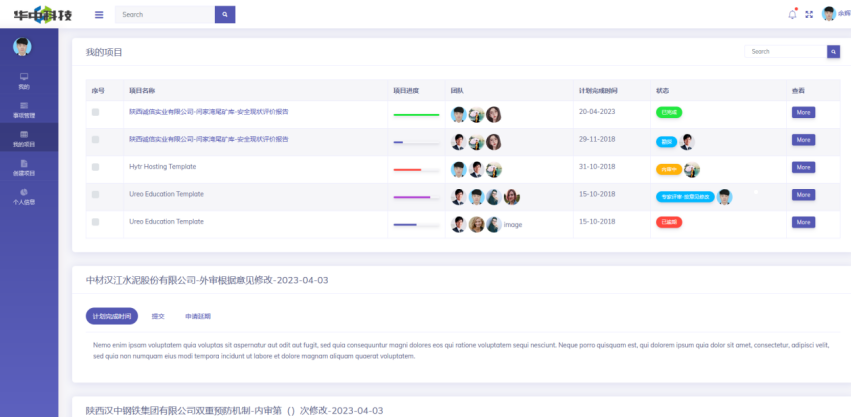 华中科技
Search
我的项目
Search
我的
事项管理
我的项目
创建项目
个人信息
序号 项目名称 项目进度 团队 计划完成时间 状态 查看
陕西诚信实业有限公司-闫家湾尾矿库-安全现状评价报告 20-04-2023 已完成 More
陕西诚信实业有限公司-闫家湾尾矿库-安全现状评价报告 29-11-2018 More
Hytr Hosting Template 31-10-2018 More
Ureo Education Template 15-10-2018 More
Ureo Education Template image 15-10-2018 已逾期 More
中材汉江水泥股份有限公司-外审根据意见修改-2023-04-03
计划完成时间 提交 申请延期
Nemo enim ipsam voluptatem quia voluptas sit aspernatur aut odit aut fugit, sed quia consequuntur magni dolores eos qui ratione voluptatem sequi nesciunt. Neque porro quisquam est, qui dolorem ipsum quia dolor sit amet, consectetur, adipisci velit,
sed quia non numquam eius modi tempora incidunt ut labore et dolore magnam aliquam quaerat voluptatem.
陕西汉中钢铁集团有限公司双重预防机制-内审第（）次修改-2023-04-03